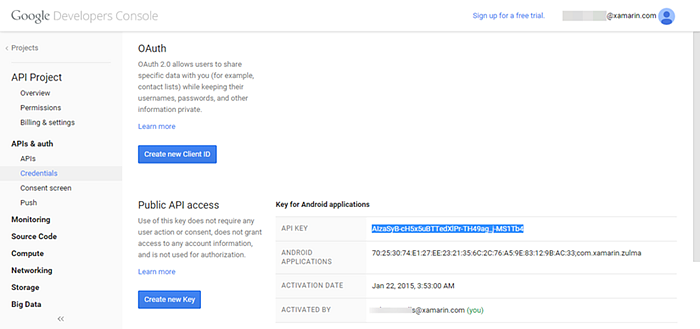 Google Developers Console
Sign up for a free trial.
@xamarin.com
Projects
API Project
Overview
Permissions
Billing & settings
APIs & auth
APIs
Credentials
Consent screen
Push
Monitoring
Source Code
Compute
Networking
Storage
Big Data
OAuth
OAuth 2.0 allows users to share
specific data with you (for example,
contact lists) while keeping their
usernames, passwords, and other
information private.
Learn more
Create new Client ID
Public API access
Use of this key does not require any
user action or consent, does not grant
access to any account information,
and is not used for authorization.
Learn more
Create new Key
Key for Android applications
API KEY
AIzaSyB-cH5x5uBTTedXlPr-TH49ag_j-MS1Tb4
ANDROID
APPLICATIONS
70:25:30:74:E1:27:EE:23:21:35:6C:2C:76:A5:9E:83:12:9B:AC:33;com.xamarin.zulma
ACTIVATION DATE
Jan 22, 2015, 3:53:00 AM
ACTIVATED BY
s@xamarin.com (you)